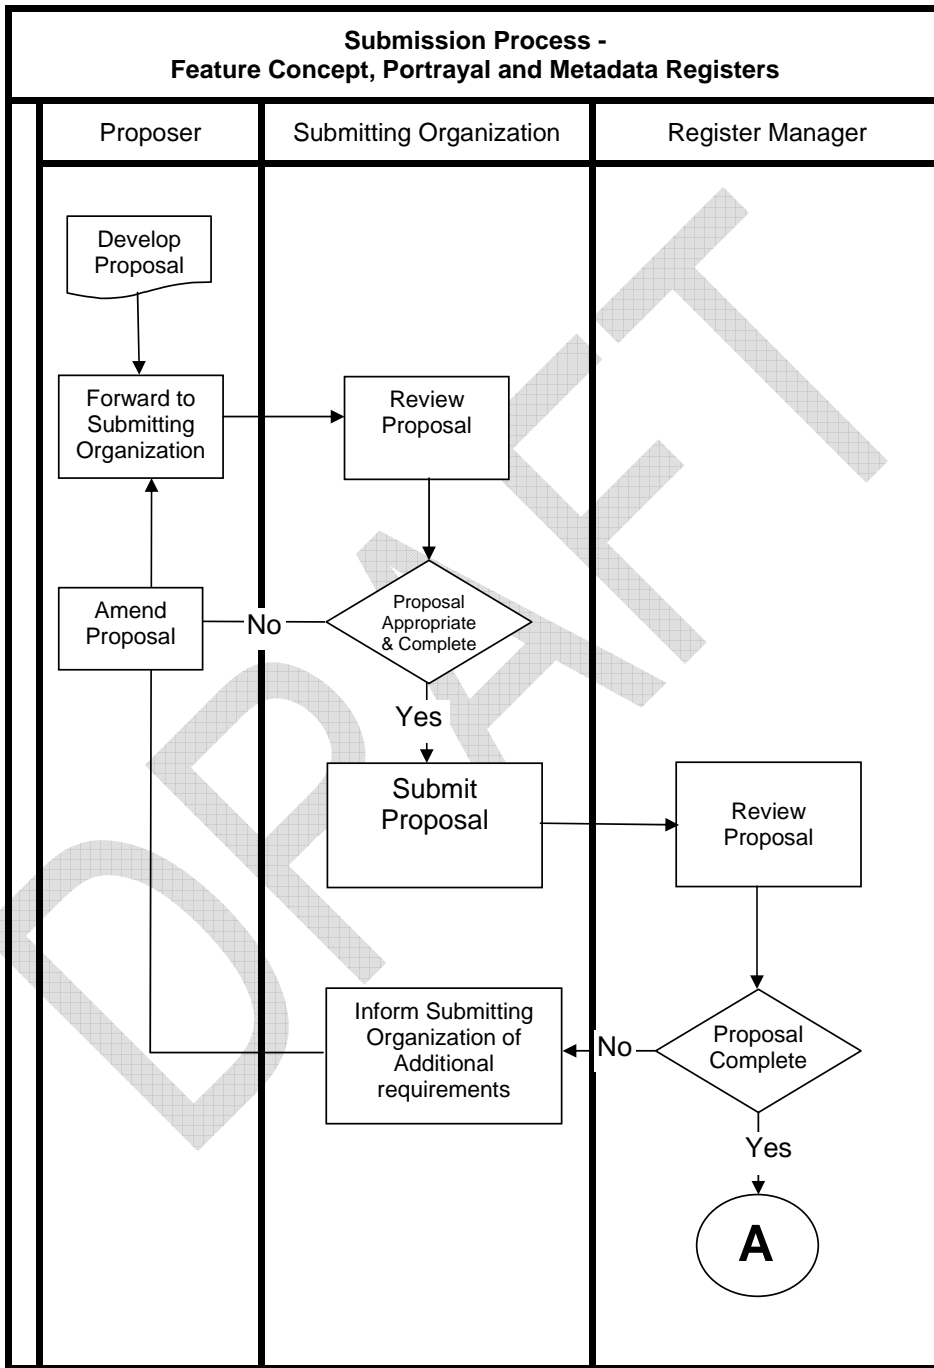 Submission Process -
Feature Concept, Portrayal and Metadata Registers
Proposer
Submitting Organization
Register Manager
Develop
Proposal
Forward to
Submitting
Organization
Review
Proposal
Amend
Proposal
No
Proposal
Appropriate
& Complete
Yes
Submit
Proposal
Review
Proposal
Inform Submitting
Organization of
Additional
requirements
No
Proposal
Complete
Yes
A
DRAFT